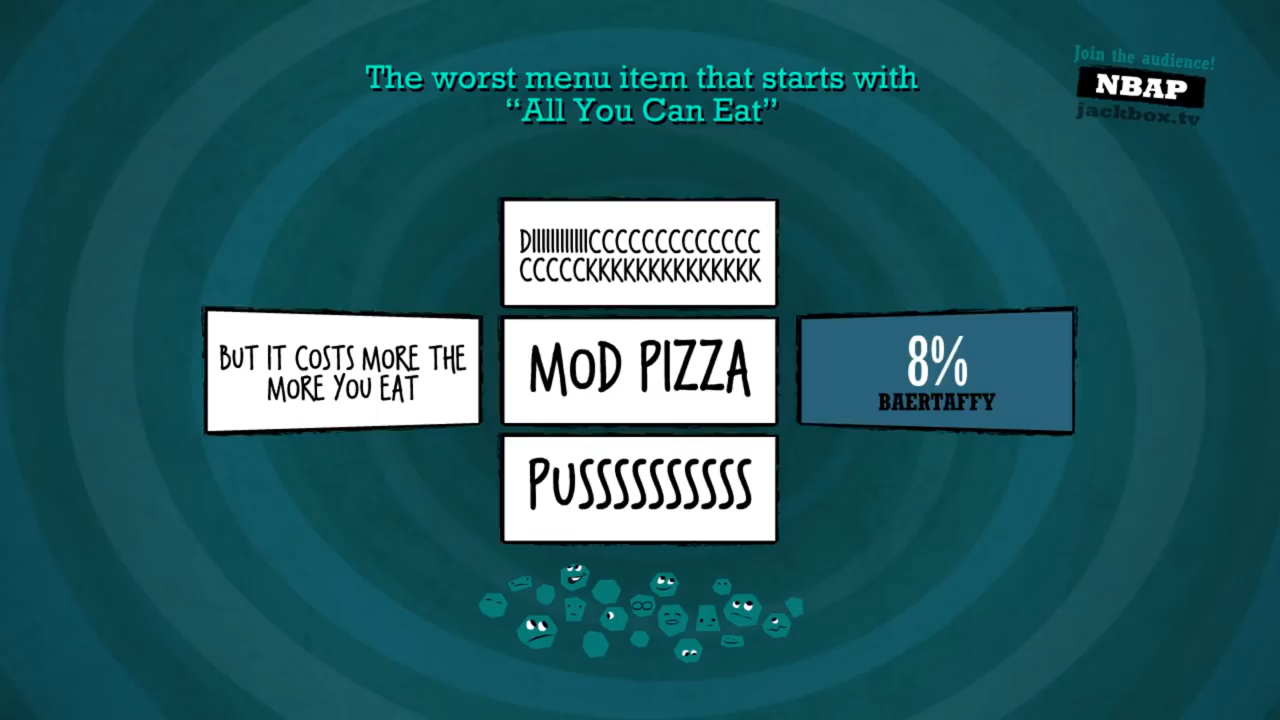 The worst menu item that starts with
“All You Can Eat”
Join the audience!
NBAP
jackbox.tv
DIIIIIIIIIIIICCCCCCCCCCCCC
CCCCCKKKKKKKKKKKKK
BUT IT COSTS MORE THE
MORE YOU EAT
MOD PIZZA
8%
BAERTAFFY
PUSSSSSSSSSS